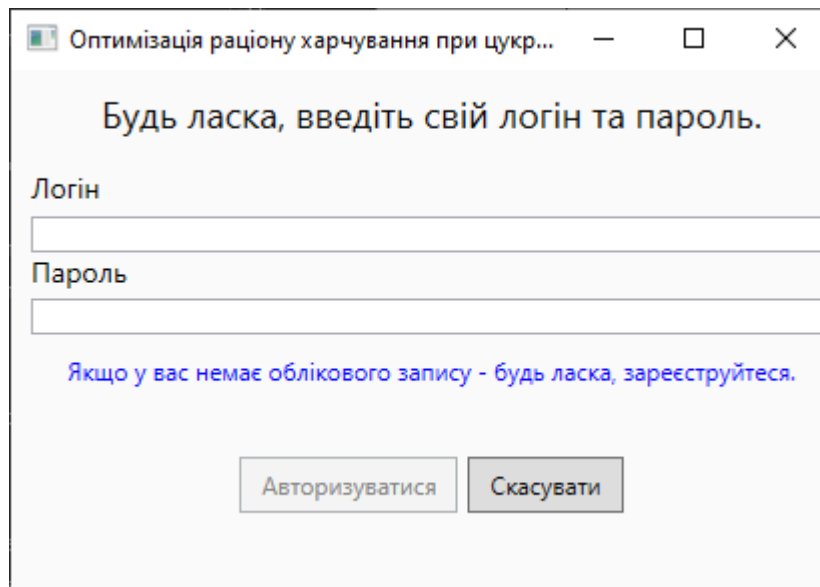 Оптимізація раціону харчування при цукр...
Будь ласка, введіть свій логін та пароль.
Логін
Пароль
Якщо у вас немає облікового запису - будь ласка, зареєструйтеся.
Авторизуватися Скасувати